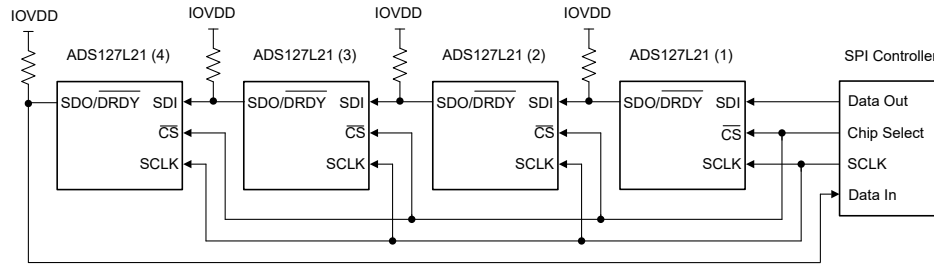 IOVDD IOVDD IOVDD IOVDD
ADS127L21 (4) ADS127L21 (3) ADS127L21 (2) ADS127L21 (1) SPI Controller
SDO/DRDY SDI SDO/DRDY SDI SDO/DRDY SDI SDO/DRDY SDI Data Out
CS CS CS CS Chip Select
SCLK SCLK SCLK SCLK SCLK
Data In